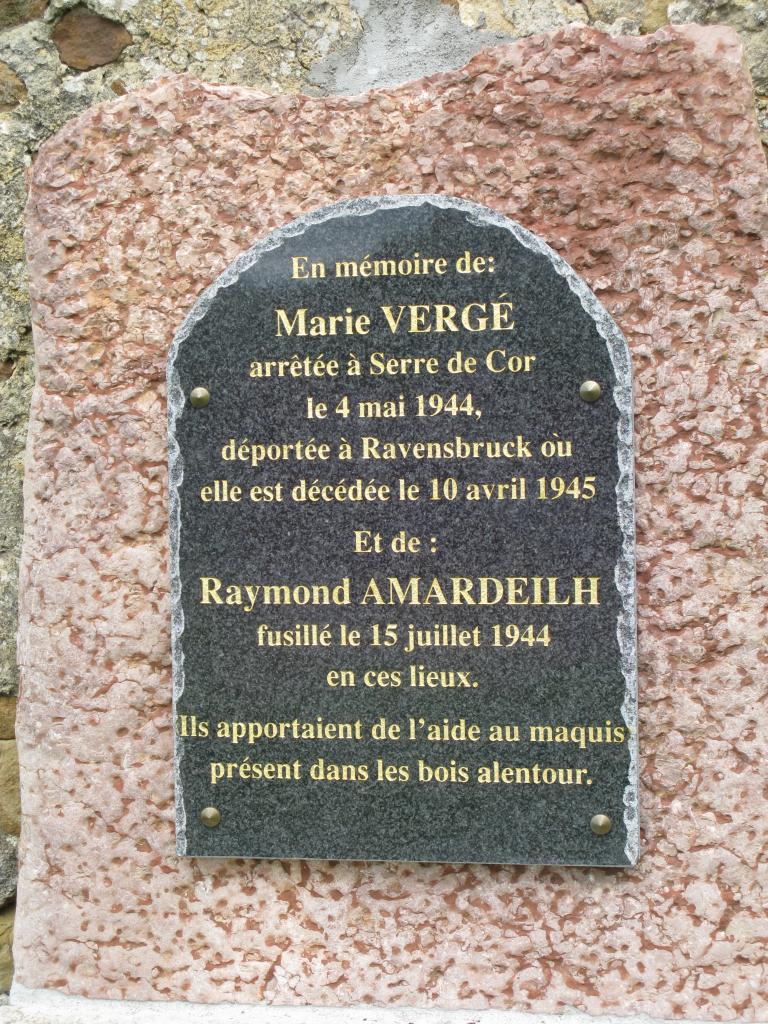 En mémoire de:
Marie VERGÉ
arrêtée à Serre de Cor
le 4 mai 1944,
déportée à Ravensbruck où
elle est décédée le 10 avril 1945
Et de :
Raymond AMARDEILH
fusillé le 15 juillet 1944
en ces lieux.
Ils apportaient de l'aide au maquis
présent dans les bois alentour.